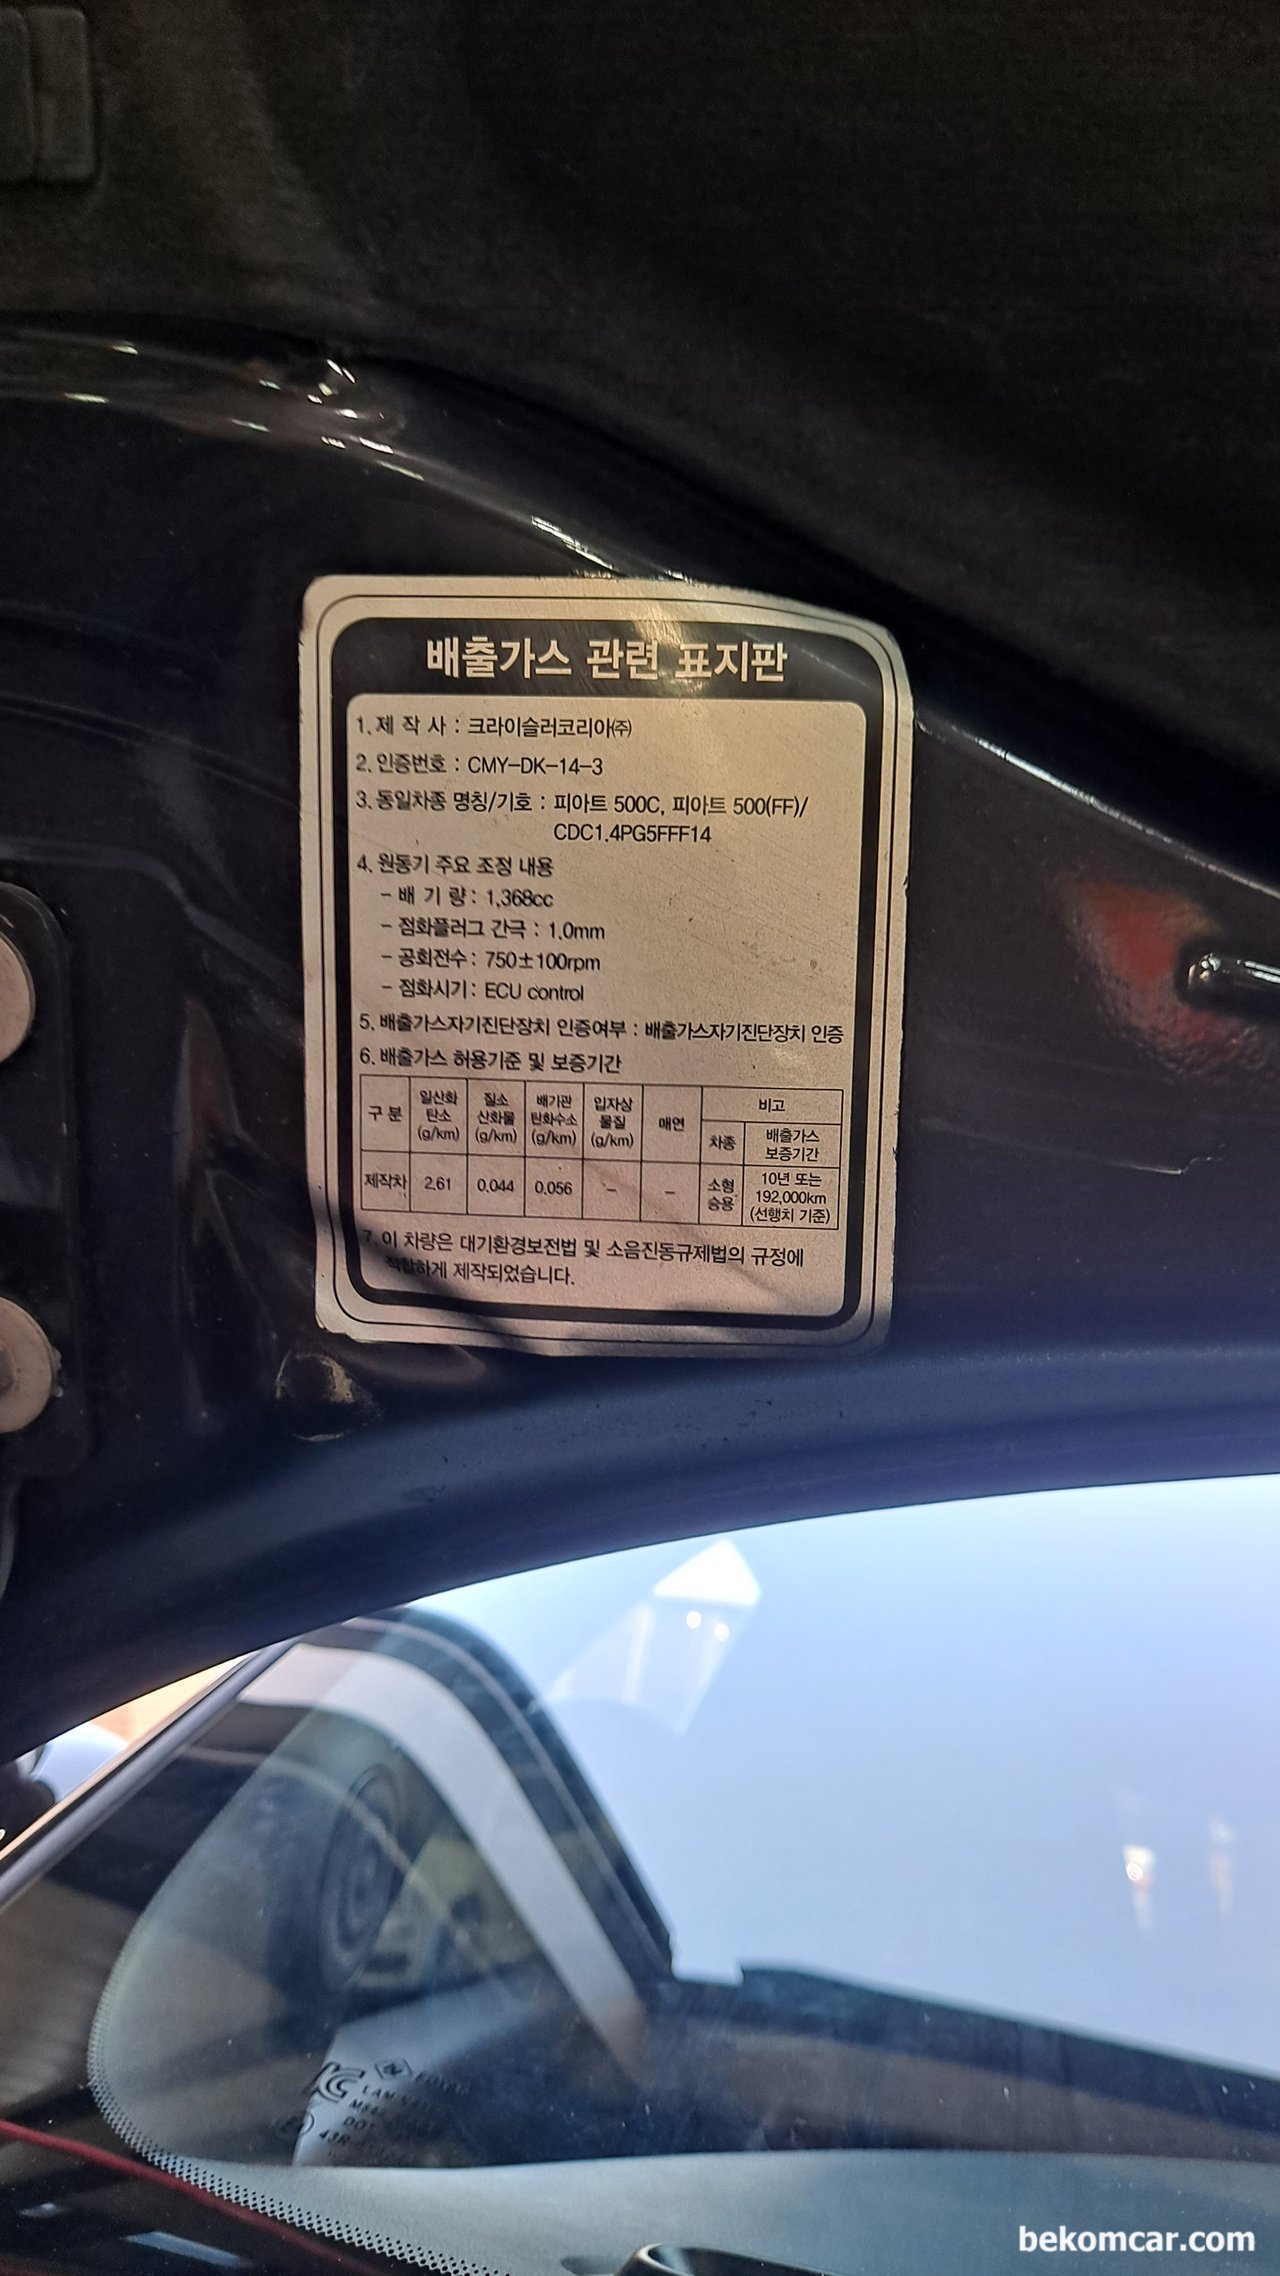 배출가스 관련 표지판
1. 제 작 사 : 크라이슬러코리아㈜
2. 인증번호 : CMY-DK-14-3
3. 동일차종 명칭/기호 : 피아트 500C, 피아트 500(FF)/
CDC1.4PG5FFF14
4. 원동기 주요 조정 내용
- 배 기 량 : 1,368cc
- 점화플러그 간극 : 1.0mm
- 공회전수 : 750±100rpm
- 점화시기 : ECU control
5. 배출가스자기진단장치 인증여부 : 배출가스자기진단장치 인증
6. 배출가스 허용기준 및 보증기간
구 분 일산화탄소 (g/km) 질소산화물 (g/km) 배기관탄화수소 (g/km) 입자상물질 (g/km) 매연 비고
차종 배출가스 보증기간
제작차 2.61 0.044 0.056 - - 소형승용 10년 또는 192,000km (선행치 기준)
7. 이 차량은 대기환경보전법 및 소음진동규제법의 규정에
적합하게 제작되었습니다.
DOT
43R
bekomcar.com